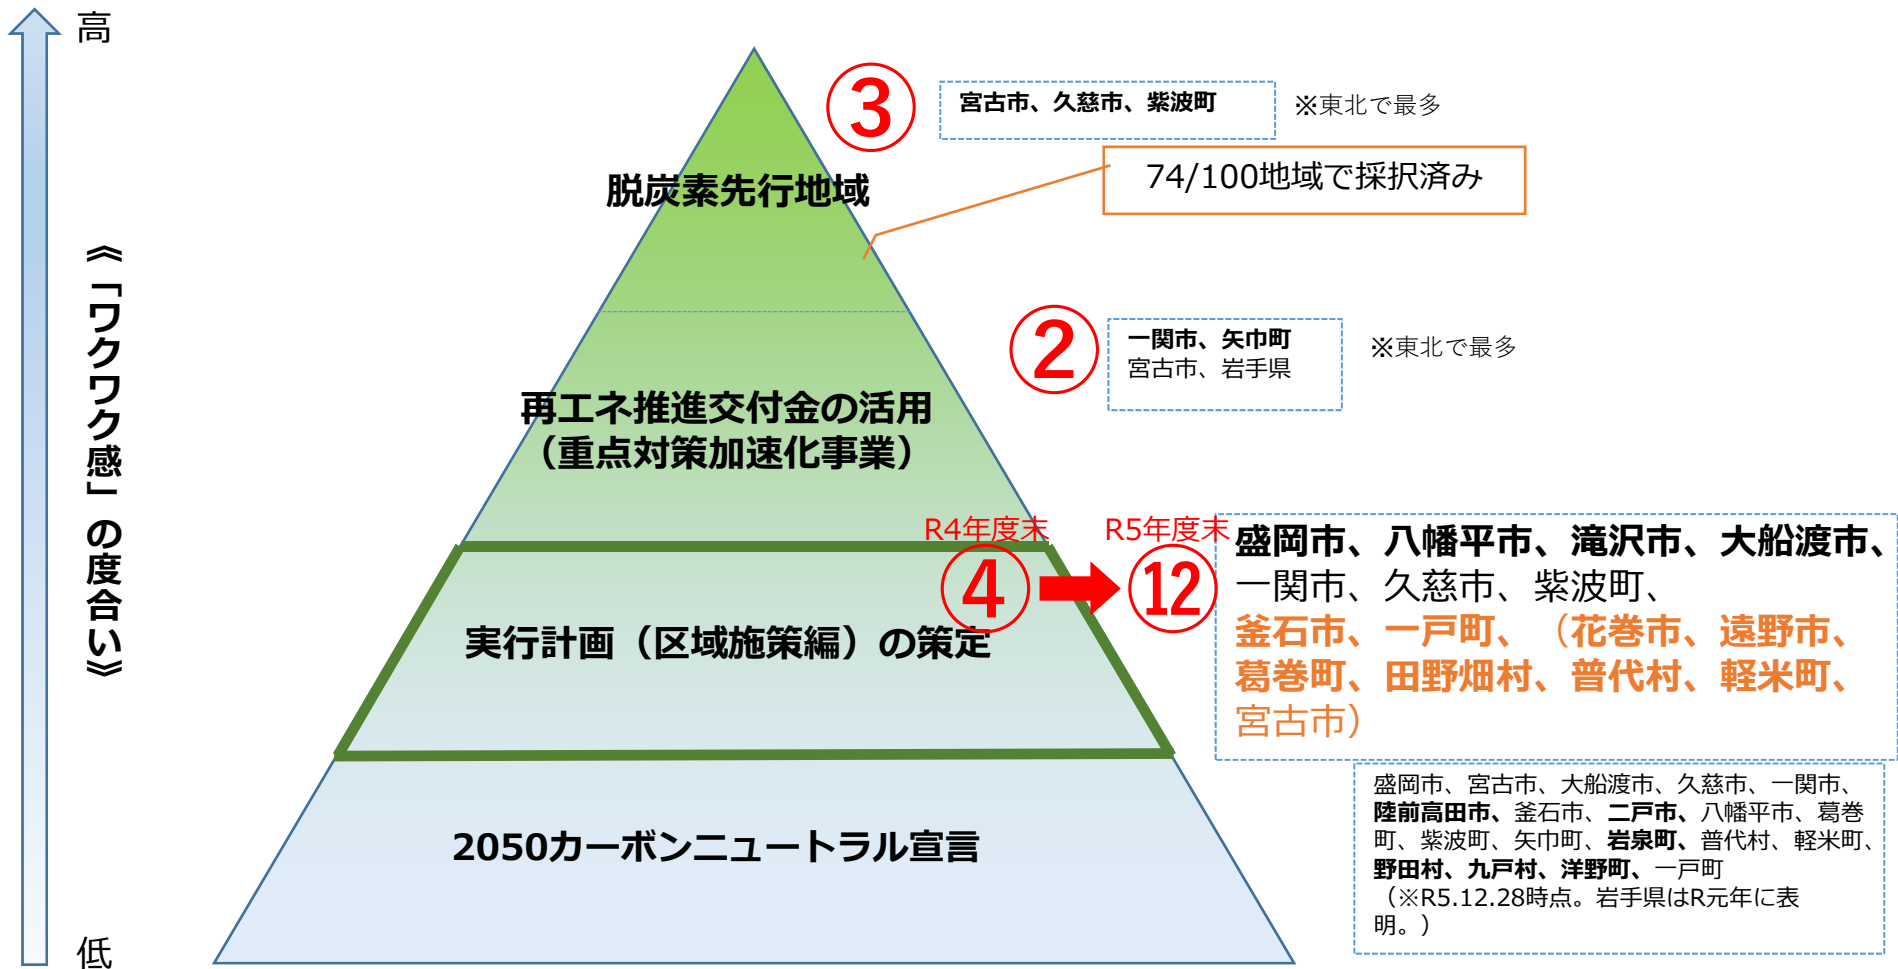 高
《「ワクワク感」の度合い》
低
③
宮古市、久慈市、紫波町
※東北で最多
74/100地域で採択済み
脱炭素先行地域
②
一関市、矢巾町
宮古市、岩手県
※東北で最多
再エネ推進交付金の活用
（重点対策加速化事業）
R4年度末
R5年度末
④
⑫
盛岡市、八幡平市、滝沢市、大船渡市、
一関市、久慈市、紫波町、
釜石市、一戸町、（花巻市、遠野市、
葛巻町、田野畑村、普代村、軽米町、
宮古市）
実行計画（区域施策編）の策定
盛岡市、宮古市、大船渡市、久慈市、一関市、
陸前高田市、釜石市、二戸市、八幡平市、葛巻
町、紫波町、矢巾町、岩泉町、普代村、軽米町、
野田村、九戸村、洋野町、一戸町
（※R5.12.28時点。岩手県はR元年に表
明。）
2050カーボンニュートラル宣言